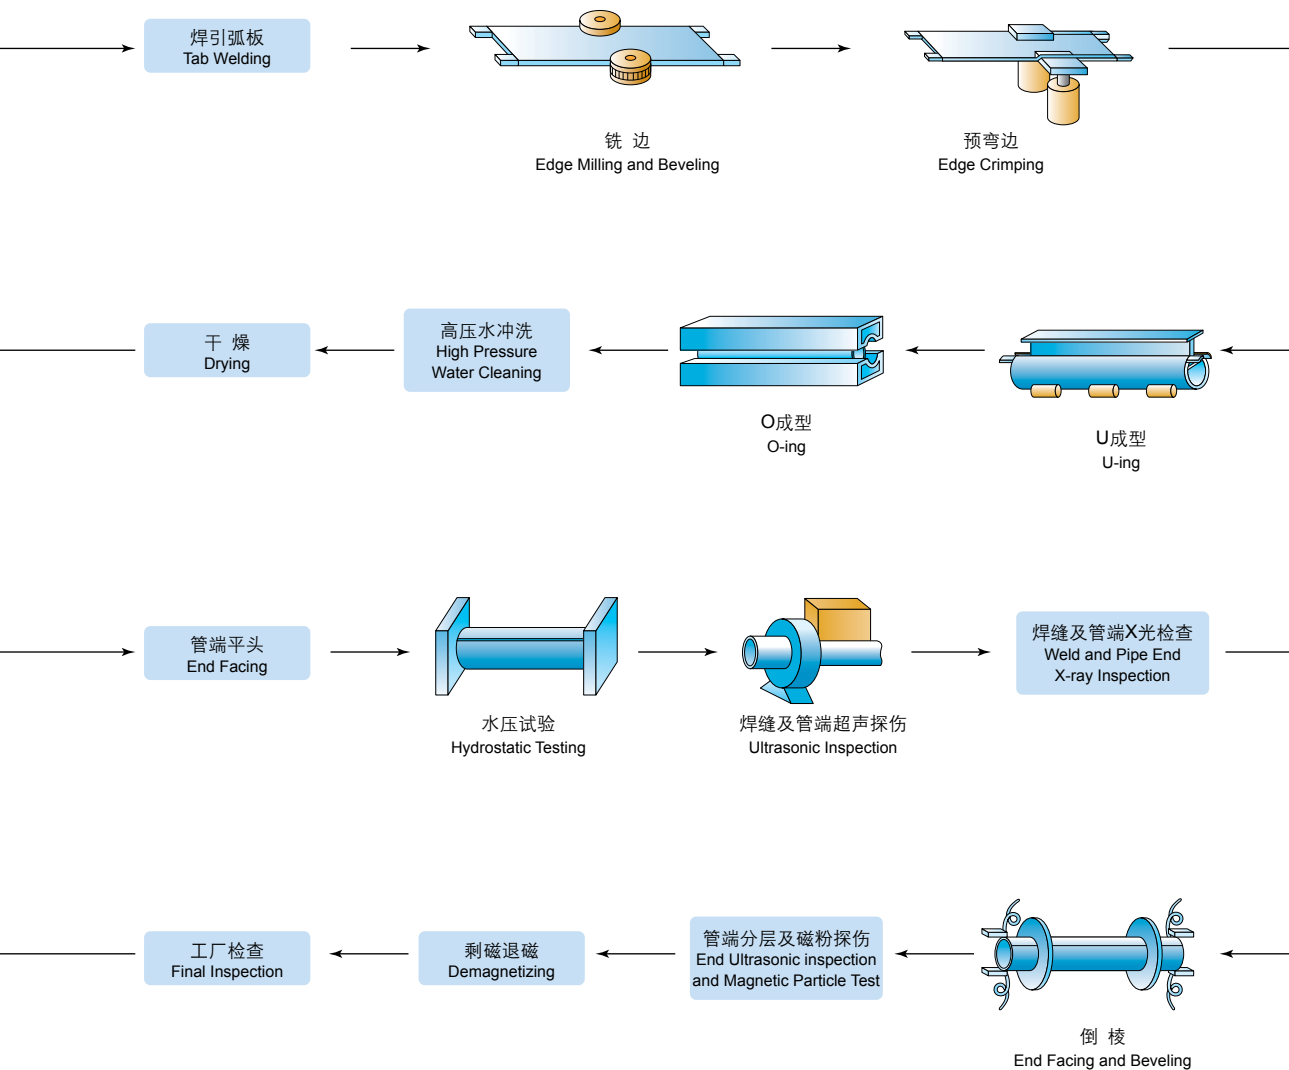 焊引弧板
Tab Welding
铣 边
Edge Milling and Beveling
预弯边
Edge Crimping
干 燥
Drying
高压水冲洗
High Pressure
Water Cleaning
O成型
O-ing
U成型
U-ing
管端平头
End Facing
水压试验
Hydrostatic Testing
焊缝及管端超声探伤
Ultrasonic Inspection
焊缝及管端X光检查
Weld and Pipe End
X-ray Inspection
工厂检查
Final Inspection
剩磁退磁
Demagnetizing
管端分层及磁粉探伤
End Ultrasonic inspection
and Magnetic Particle Test
倒 棱
End Facing and Beveling